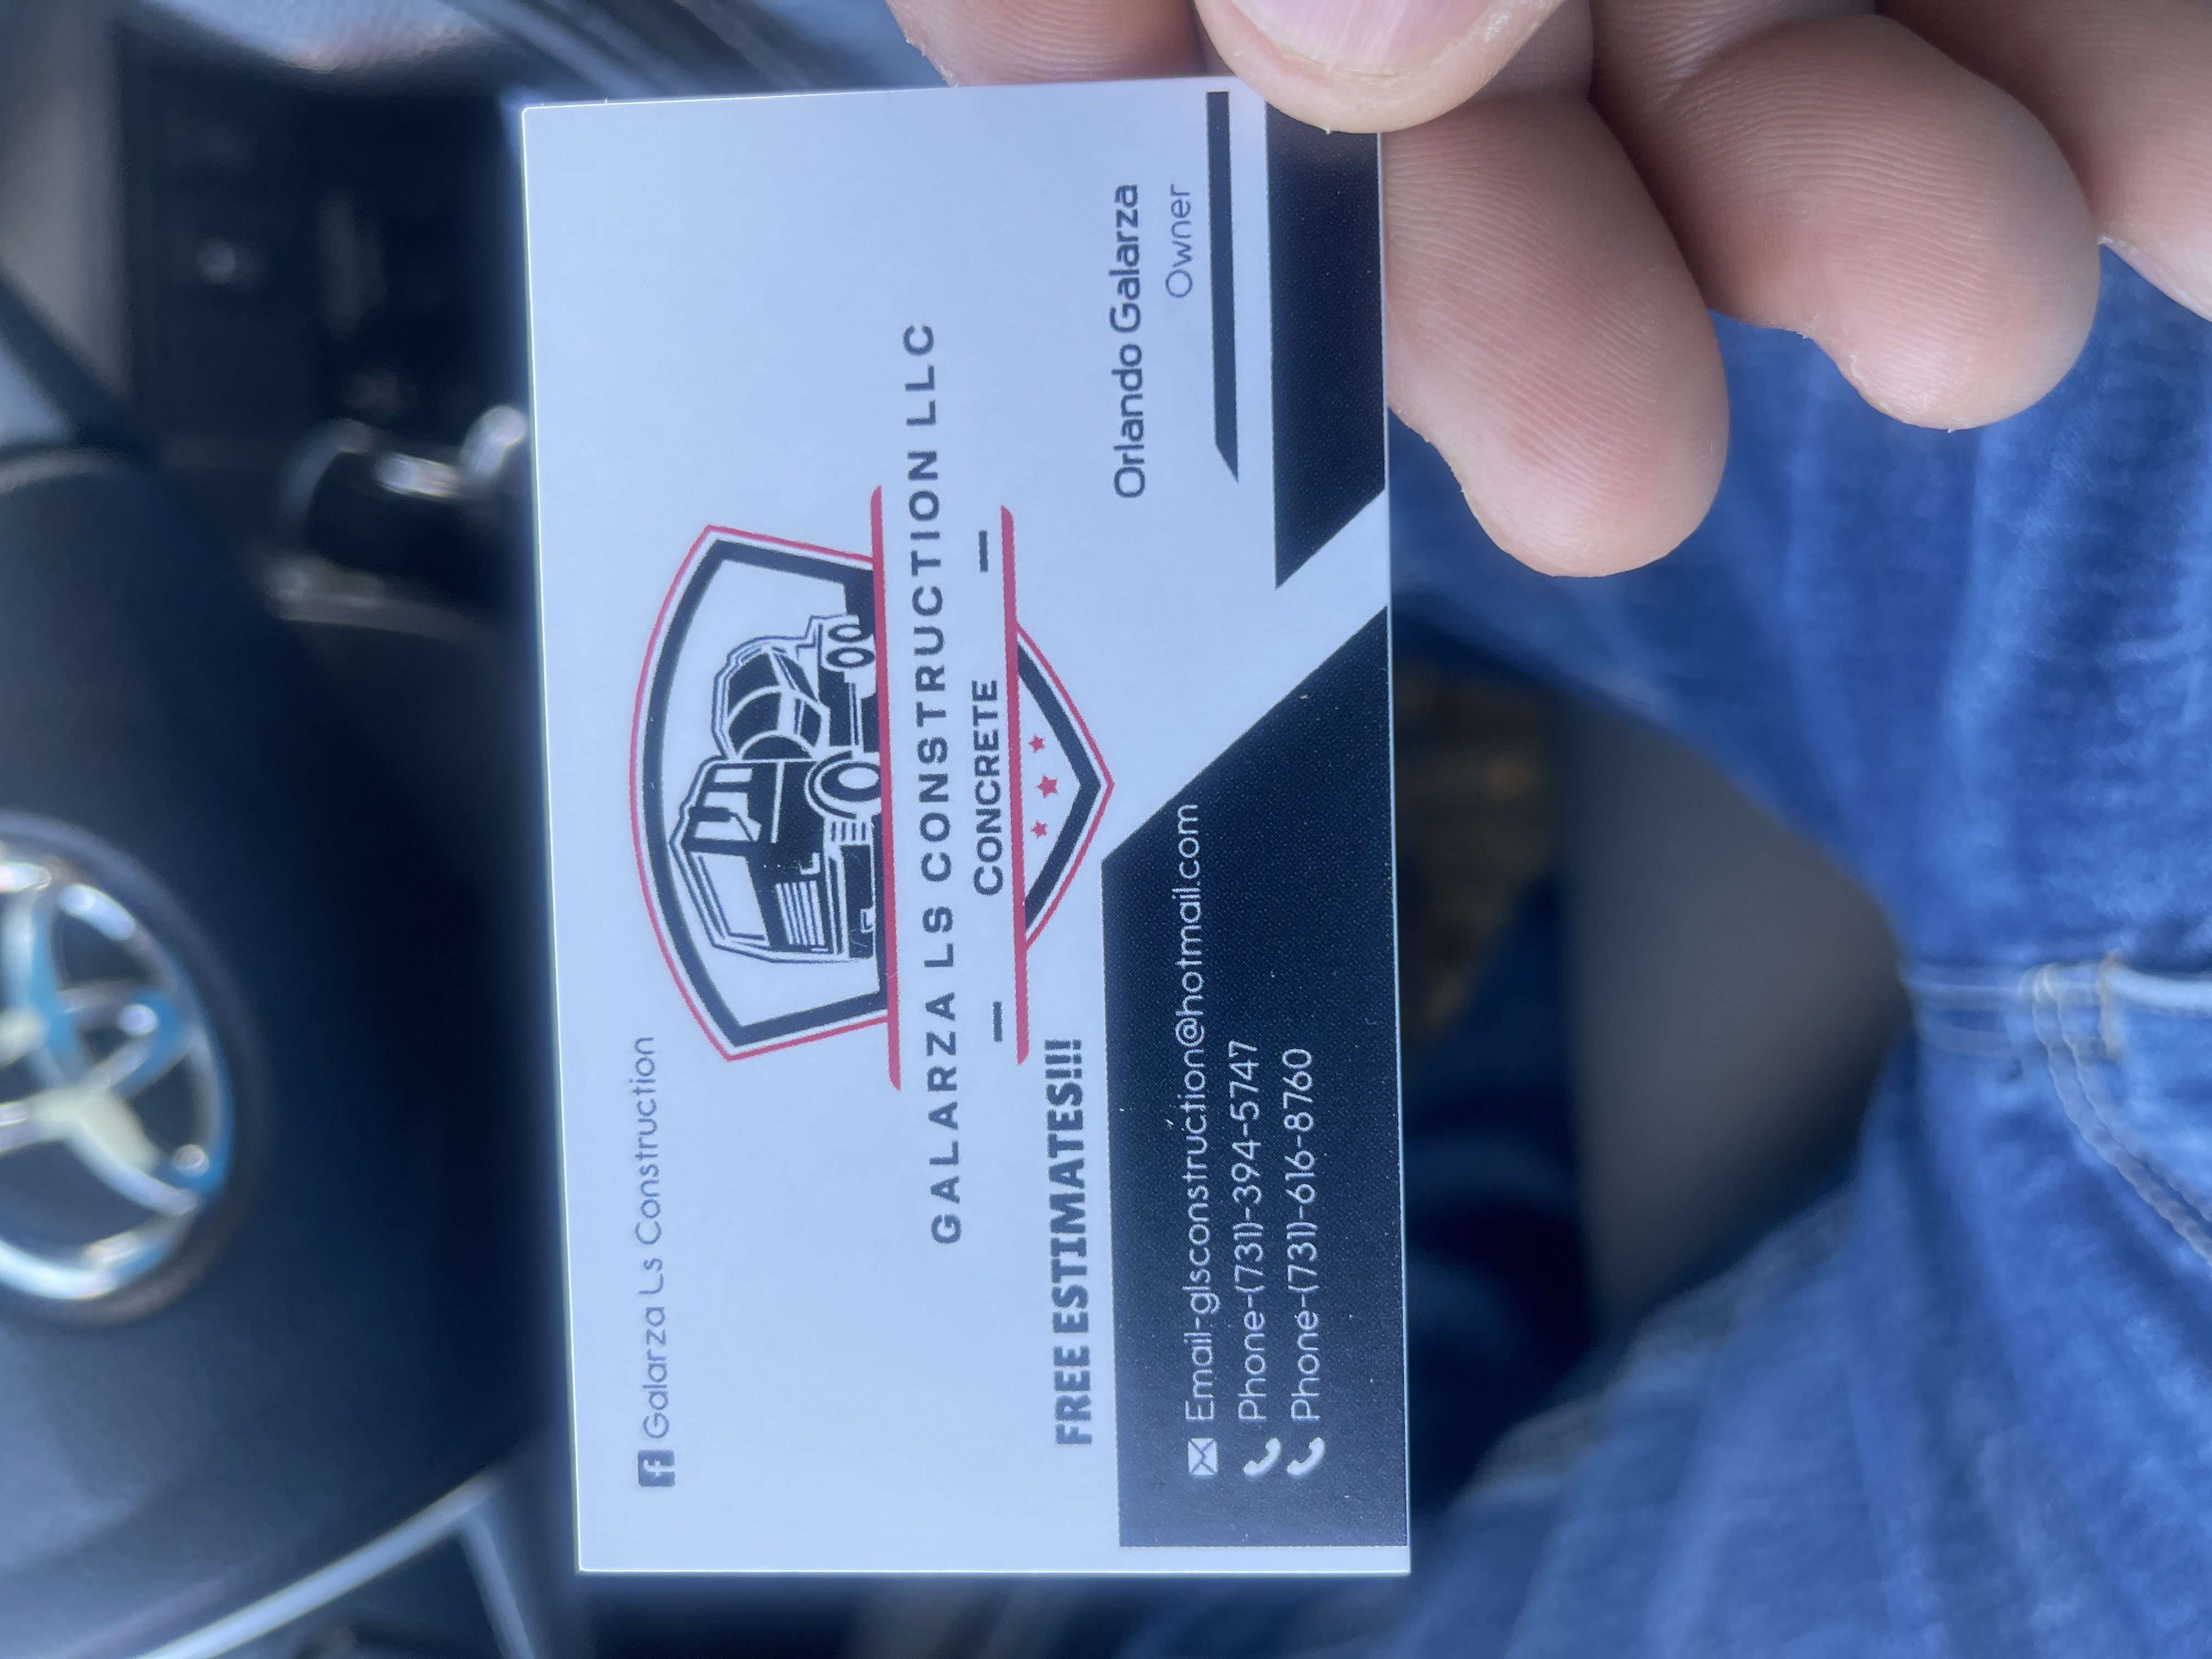 Galarza Ls Construction
GALARZA LS CONSTRUCTION LLC
CONCRETE
FREE ESTIMATES!!!
Orlando Galarza
Owner
Email-glsconstruction@hotmail.com
Phone-(731)-394-5747
Phone-(731)-616-8760